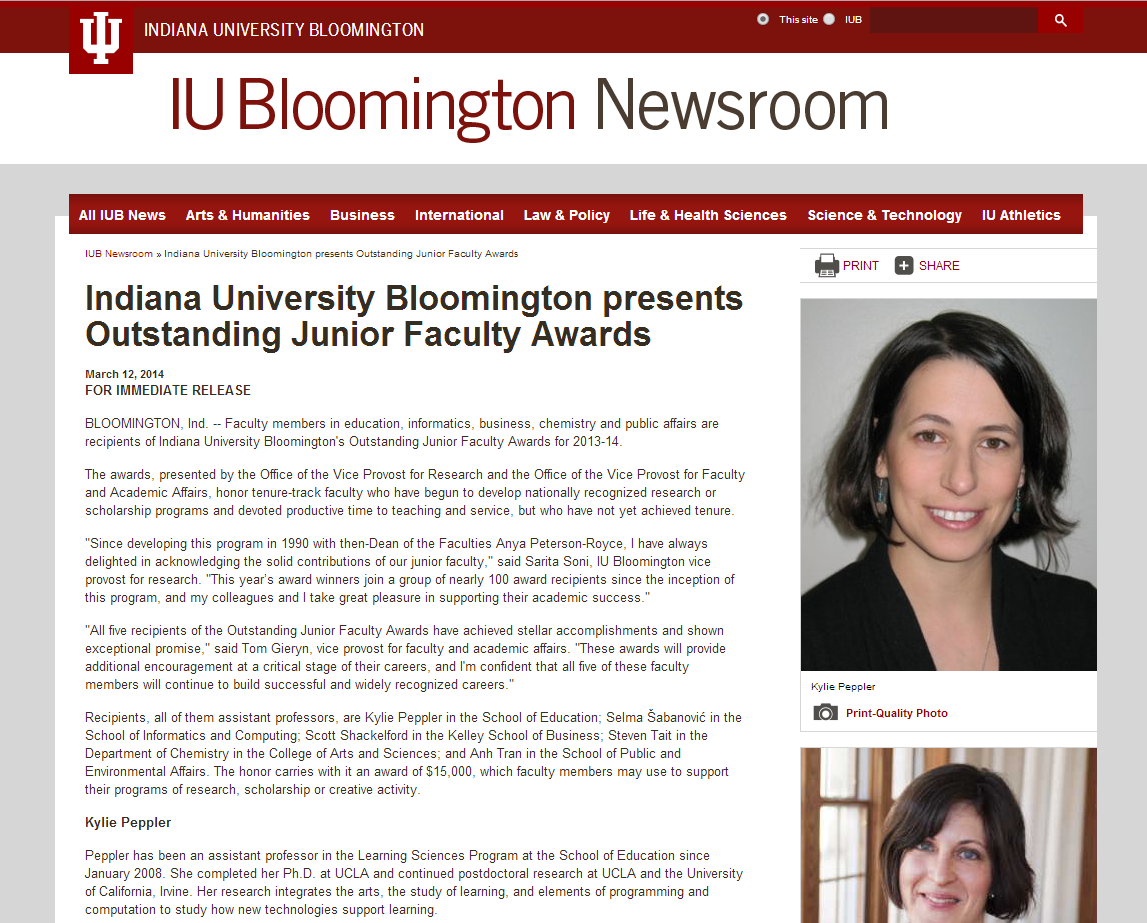 INDIANA UNIVERSITY BLOOMINGTON
This site IUB
IU Bloomington Newsroom
All IUB News Arts & Humanities Business International Law & Policy Life & Health Sciences Science & Technology IU Athletics
IUB Newsroom » Indiana University Bloomington presents Outstanding Junior Faculty Awards
PRINT SHARE
Indiana University Bloomington presents
Outstanding Junior Faculty Awards
March 12, 2014
FOR IMMEDIATE RELEASE
BLOOMINGTON, Ind. -- Faculty members in education, informatics, business, chemistry and public affairs are
recipients of Indiana University Bloomington's Outstanding Junior Faculty Awards for 2013-14.
The awards, presented by the Office of the Vice Provost for Research and the Office of the Vice Provost for Faculty
and Academic Affairs, honor tenure-track faculty who have begun to develop nationally recognized research or
scholarship programs and devoted productive time to teaching and service, but who have not yet achieved tenure.
"Since developing this program in 1990 with then-Dean of the Faculties Anya Peterson-Royce, I have always
delighted in acknowledging the solid contributions of our junior faculty," said Sarita Soni, IU Bloomington vice
provost for research. "This year's award winners join a group of nearly 100 award recipients since the inception of
this program, and my colleagues and I take great pleasure in supporting their academic success."
"All five recipients of the Outstanding Junior Faculty Awards have achieved stellar accomplishments and shown
exceptional promise," said Tom Gieryn, vice provost for faculty and academic affairs. "These awards will provide
additional encouragement at a critical stage of their careers, and I'm confident that all five of these faculty
members will continue to build successful and widely recognized careers."
Recipients, all of them assistant professors, are Kylie Peppler in the School of Education; Selma Šabanović in the
School of Informatics and Computing; Scott Shackelford in the Kelley School of Business; Steven Tait in the
Department of Chemistry in the College of Arts and Sciences; and Anh Tran in the School of Public and
Environmental Affairs. The honor carries with it an award of $15,000, which faculty members may use to support
their programs of research, scholarship or creative activity.
Kylie Peppler
Peppler has been an assistant professor in the Learning Sciences Program at the School of Education since
January 2008. She completed her Ph.D. at UCLA and continued postdoctoral research at UCLA and the University
of California, Irvine. Her research integrates the arts, the study of learning, and elements of programming and
computation to study how new technologies support learning.
Kylie Peppler
Print-Quality Photo